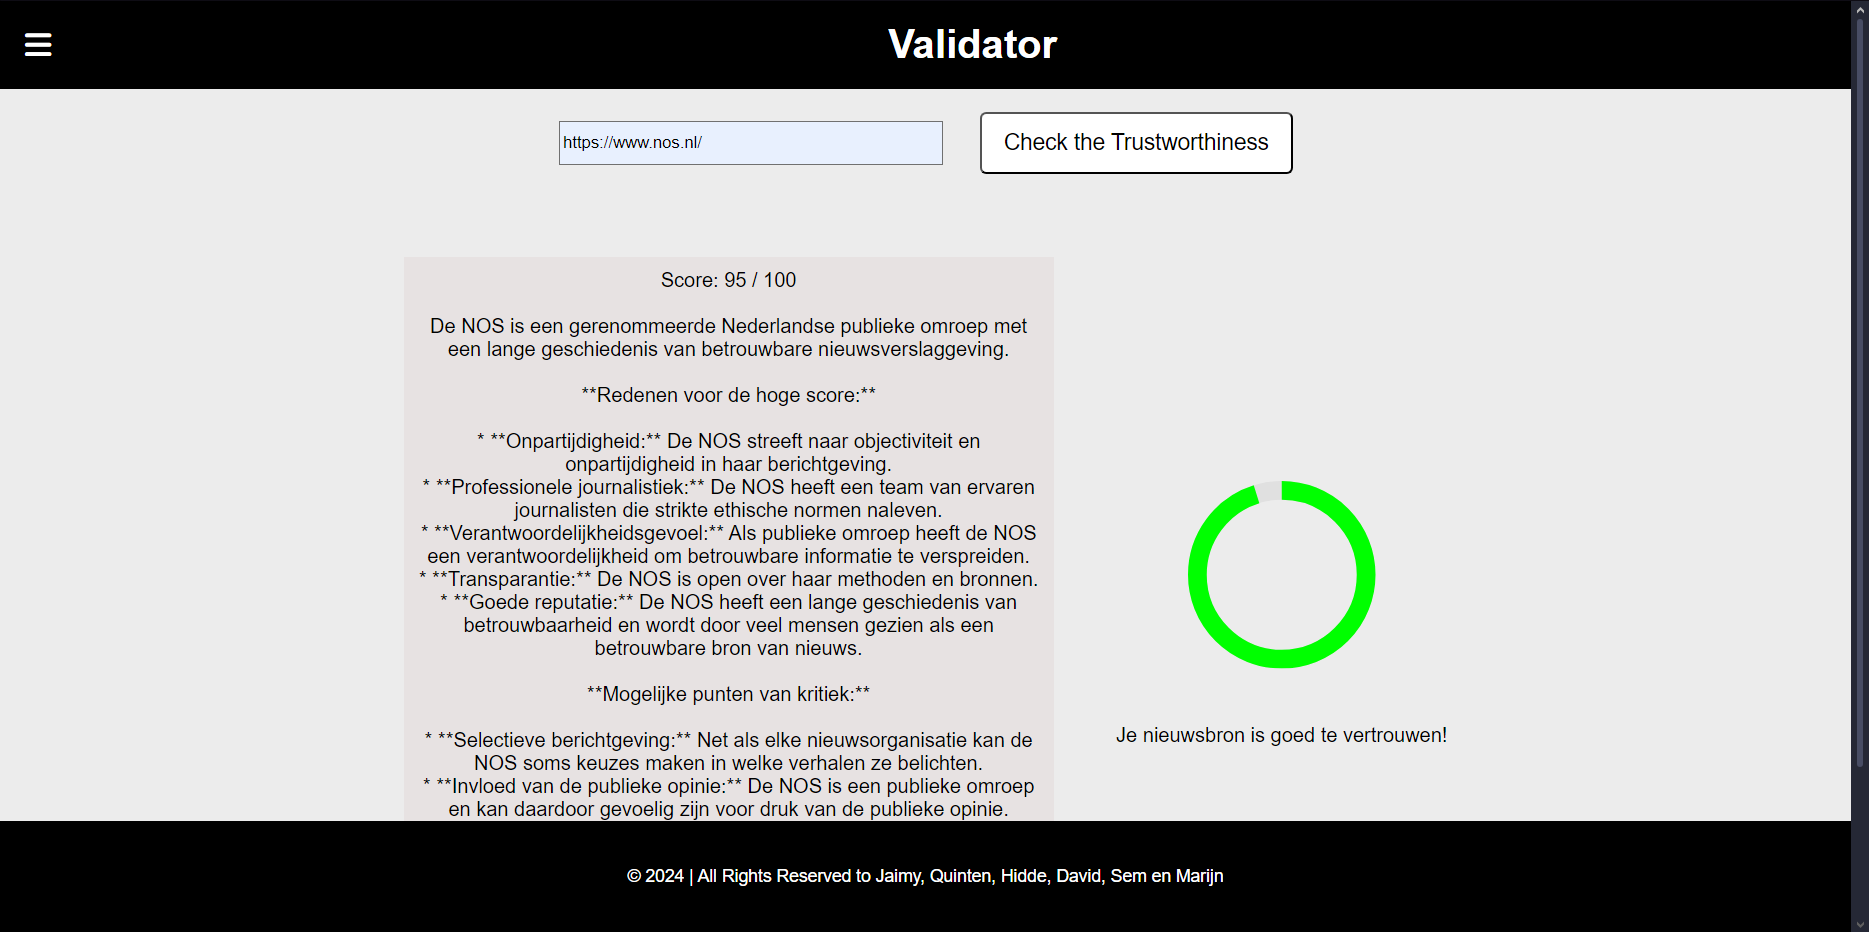 Validator
https://www.nos.nl/
Check the Trustworthiness
Score: 95 / 100
De NOS is een gerenommeerde Nederlandse publieke omroep met
een lange geschiedenis van betrouwbare nieuwsverslaggeving.
**Redenen voor de hoge score:**
* **Onpartijdigheid:** De NOS streeft naar objectiviteit en
onpartijdigheid in haar berichtgeving.
* **Professionele journalistiek:** De NOS heeft een team van ervaren
journalisten die strikte ethische normen naleven.
* **Verantwoordelijkheidsgevoel:** Als publieke omroep heeft de NOS
een verantwoordelijkheid om betrouwbare informatie te verspreiden.
* **Transparantie:** De NOS is open over haar methoden en bronnen.
* **Goede reputatie:** De NOS heeft een lange geschiedenis van
betrouwbaarheid en wordt door veel mensen gezien als een
betrouwbare bron van nieuws.
**Mogelijke punten van kritiek:**
* **Selectieve berichtgeving:** Net als elke nieuwsorganisatie kan de
NOS soms keuzes maken in welke verhalen ze belichten.
* **Invloed van de publieke opinie:** De NOS is een publieke omroep
en kan daardoor gevoelig zijn voor druk van de publieke opinie.
Je nieuwsbron is goed te vertrouwen!
© 2024 | All Rights Reserved to Jaimy, Quinten, Hidde, David, Sem en Marijn